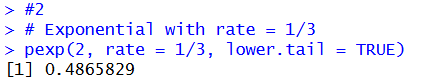 > #2
> # Exponential with rate = 1/3
> pexp(2, rate = 1/3, lower.tail = TRUE)
[1] 0.4865829